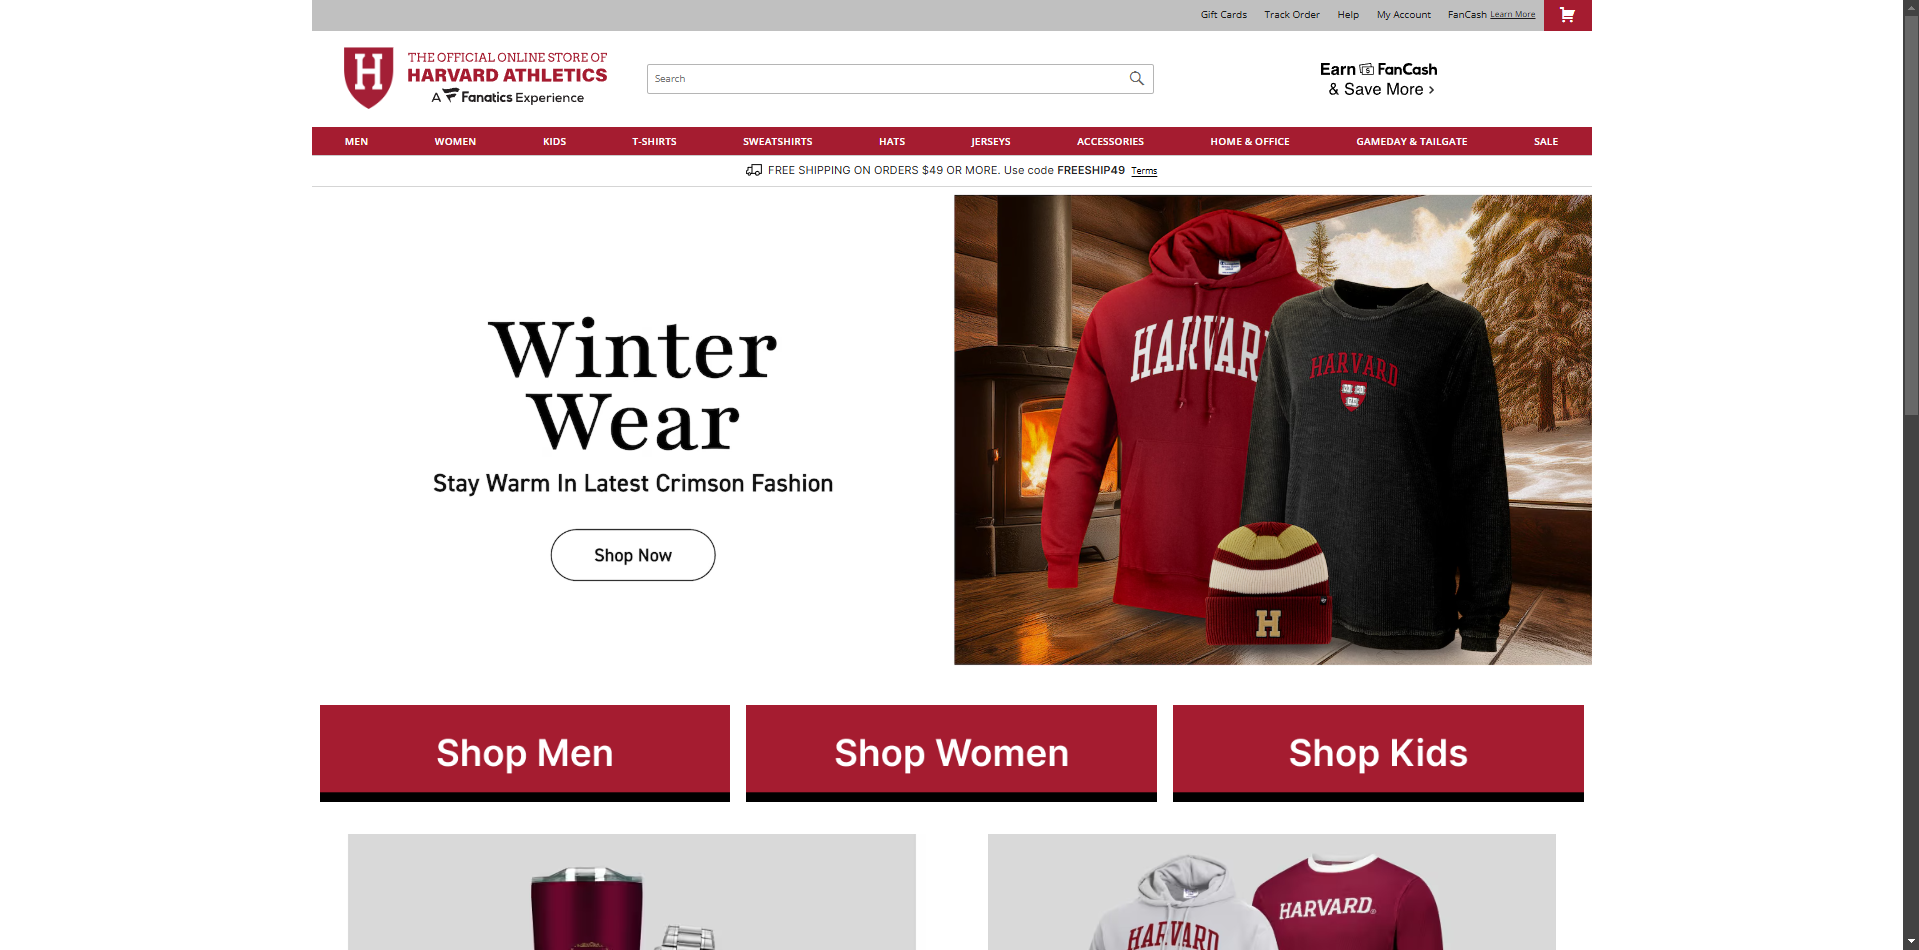 Gift Cards
Track Order
Help
My Account
FanCash Learn More
THE OFFICIAL ONLINE STORE OF
HARVARD ATHLETICS
A Fanatics Experience
Search
Earn FanCash
& Save More ›
MEN
WOMEN
KIDS
T-SHIRTS
SWEATSHIRTS
HATS
JERSEYS
ACCESSORIES
HOME & OFFICE
GAMEDAY & TAILGATE
SALE
FREE SHIPPING ON ORDERS $49 OR MORE. Use code FREESHIP49 Terms
Winter
Wear
Stay Warm In Latest Crimson Fashion
Shop Now
HARVAR
HARVARD
H
Shop Men
Shop Women
Shop Kids
HARVARD
HARVARD®